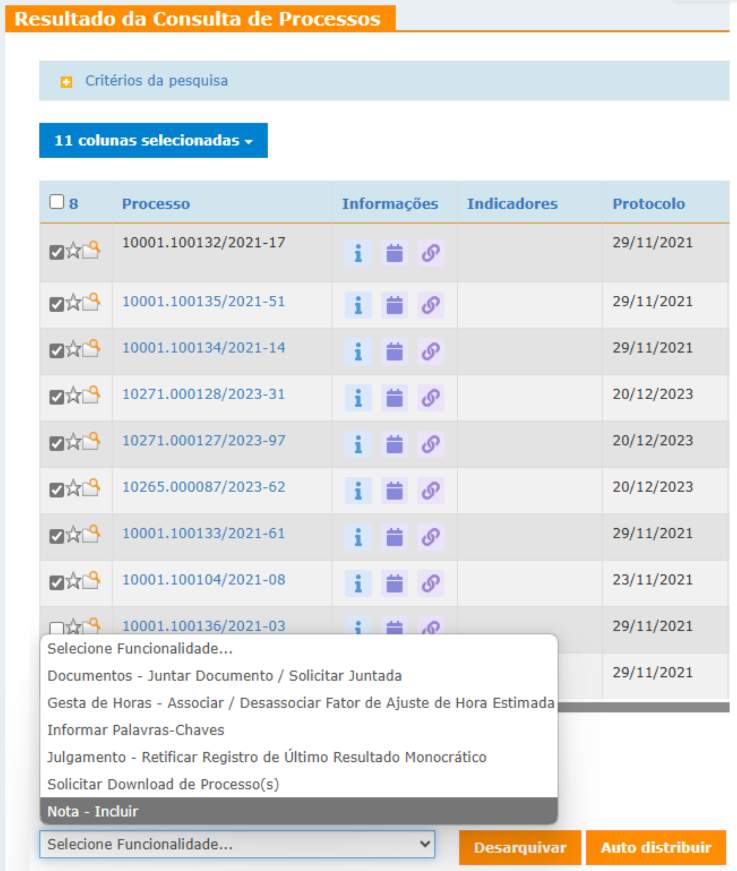 Resultado da Consulta de Processos
Critérios da pesquisa
11 colunas selecionadas
8 Processo Informações Indicadores Protocolo
10001.100132/2021-17 29/11/2021
10001.100135/2021-51 29/11/2021
10001.100134/2021-14 29/11/2021
10271.000128/2023-31 20/12/2023
10271.000127/2023-97 20/12/2023
10265.000087/2023-62 20/12/2023
10001.100133/2021-61 29/11/2021
10001.100104/2021-08 23/11/2021
10001.100136/2021-03 29/11/2021
Selecione Funcionalidade...
Documentos - Juntar Documento / Solicitar Juntada 29/11/2021
Gesta de Horas - Associar / Desassociar Fator de Ajuste de Hora Estimada
Informar Palavras-Chaves
Julgamento - Retificar Registro de Último Resultado Monocrático
Solicitar Download de Processo(s)
Nota - Incluir
Selecione Funcionalidade... Desarquivar Auto distribuir